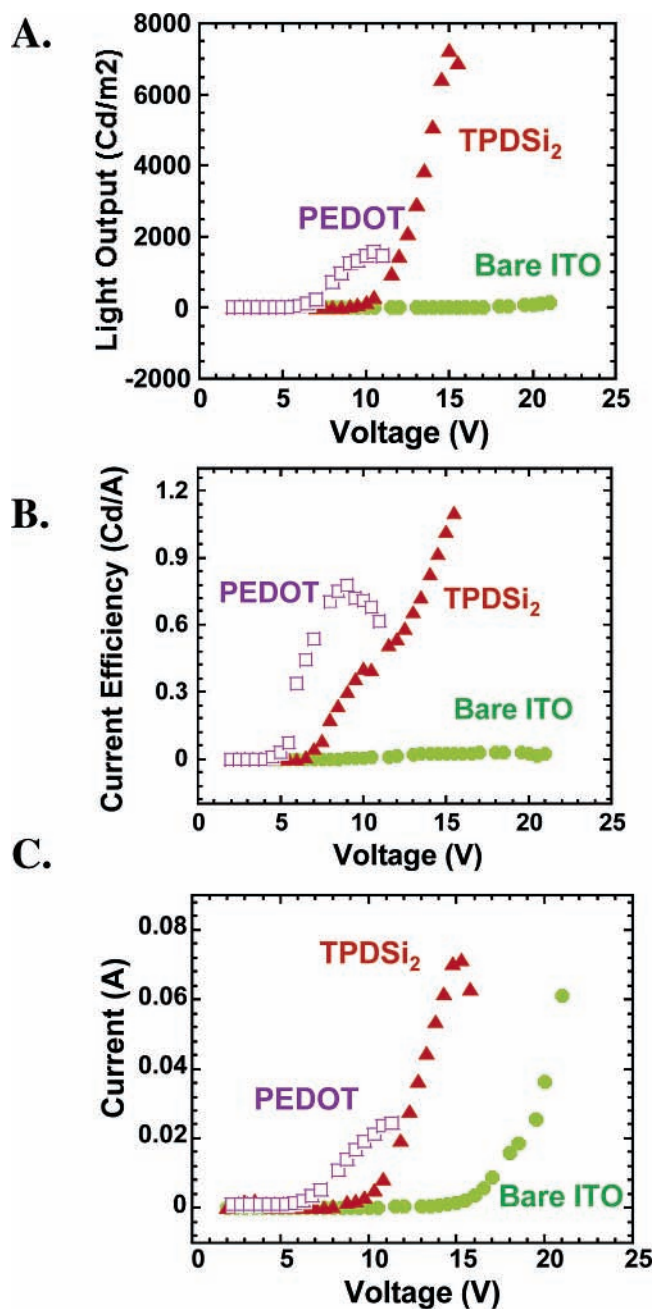 A.
Light Output (Cd/m2)
8000
6000
4000
2000
0
-2000
TPDSi₂
PEDOT
Bare ITO
0 5 10 15 20 25
Voltage (V)
B.
Current Efficiency (Cd/A)
1.2
0.9
0.6
0.3
0
PEDOT
TPDSi₂
Bare ITO
0 5 10 15 20 25
Voltage (V)
C.
Current (A)
0.08
0.06
0.04
0.02
0
TPDSi₂
PEDOT
Bare ITO
0 5 10 15 20 25
Voltage (V)